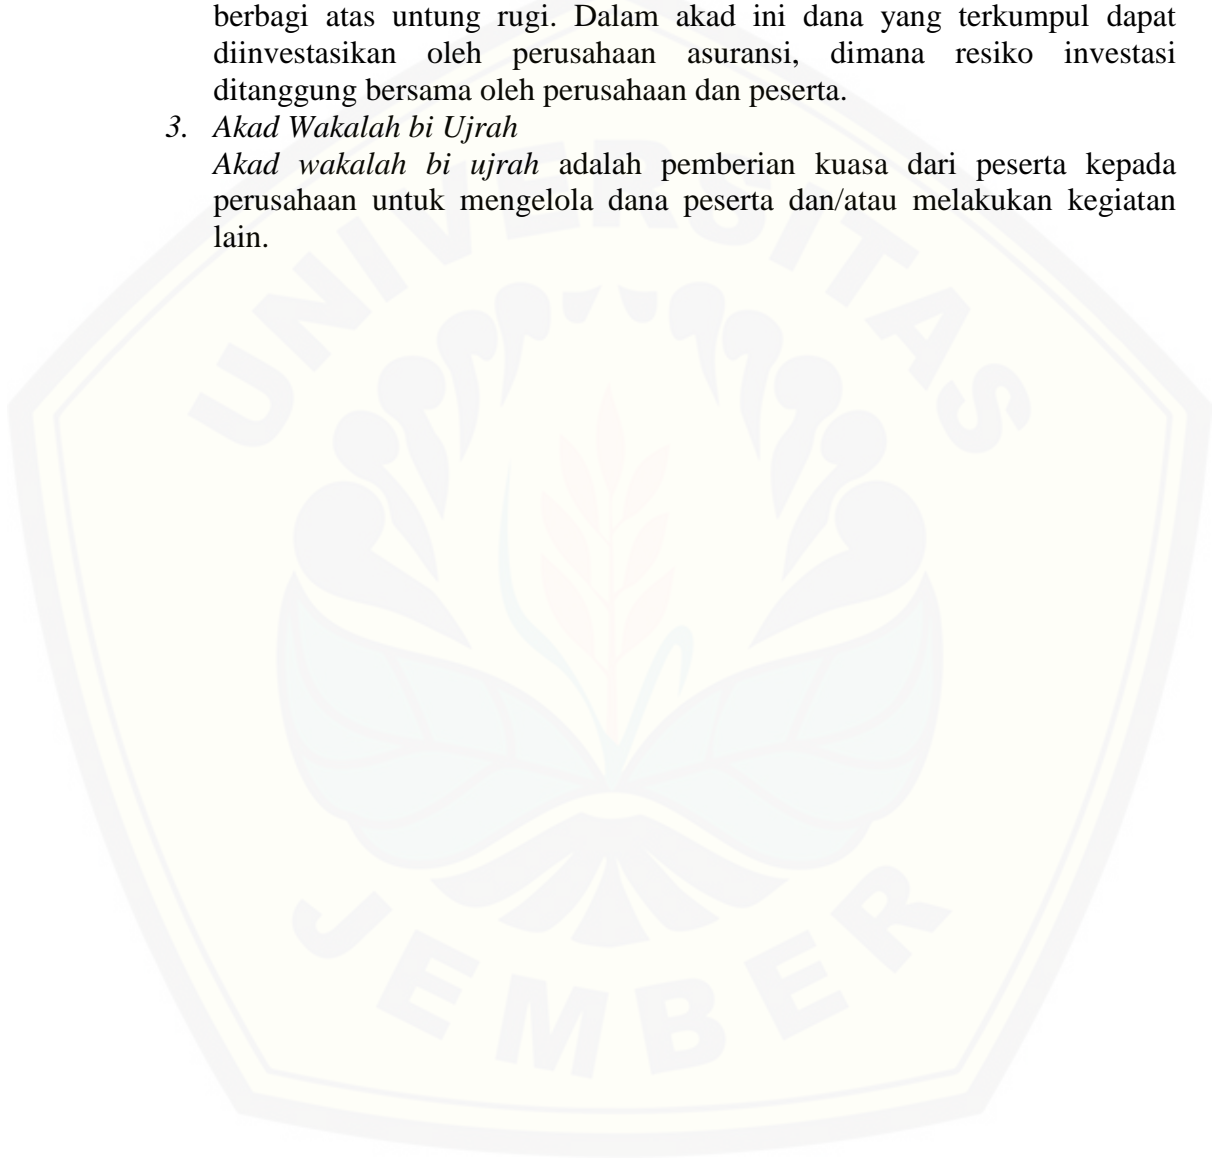 berbagi atas untung rugi. Dalam akad ini dana yang terkumpul dapat
diinvestasikan oleh perusahaan asuransi, dimana resiko investasi
ditanggung bersama oleh perusahaan dan peserta.
3. Akad Wakalah bi Ujrah
Akad wakalah bi ujrah adalah pemberian kuasa dari peserta kepada
perusahaan untuk mengelola dana peserta dan/atau melakukan kegiatan
lain.
UNIVERSITAS
JEMBER